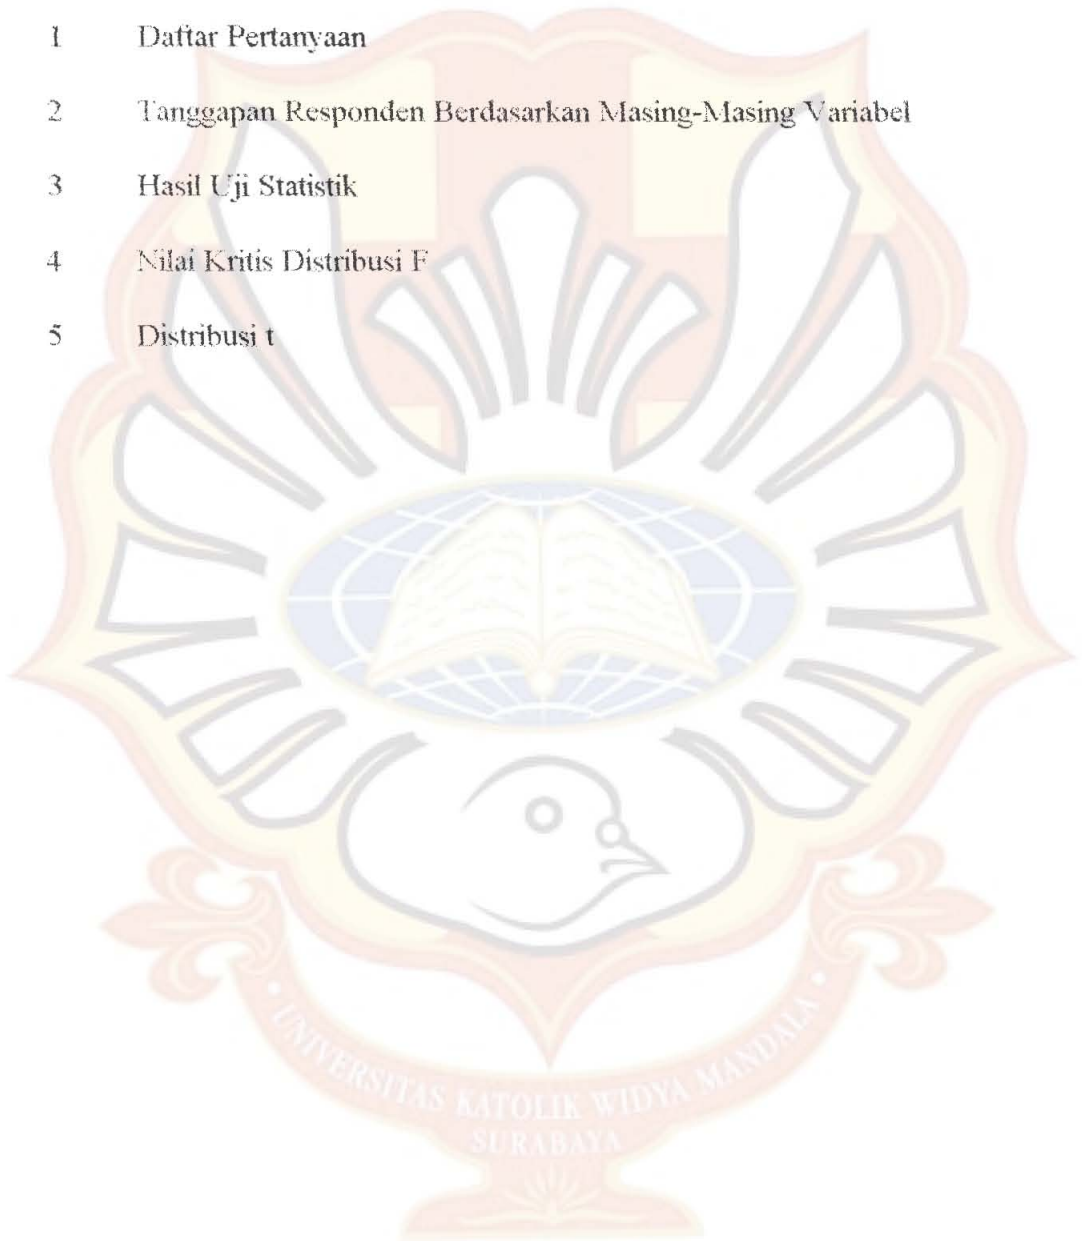 1 Daftar Pertanyaan
2 Tanggapan Responden Berdasarkan Masing-Masing Variabel
3 Hasil Uji Statistik
4 Nilai Kritis Distribusi F
5 Distribusi t
• UNIVERSITAS KATOLIK WIDYA MANDALA •
SURABAYA